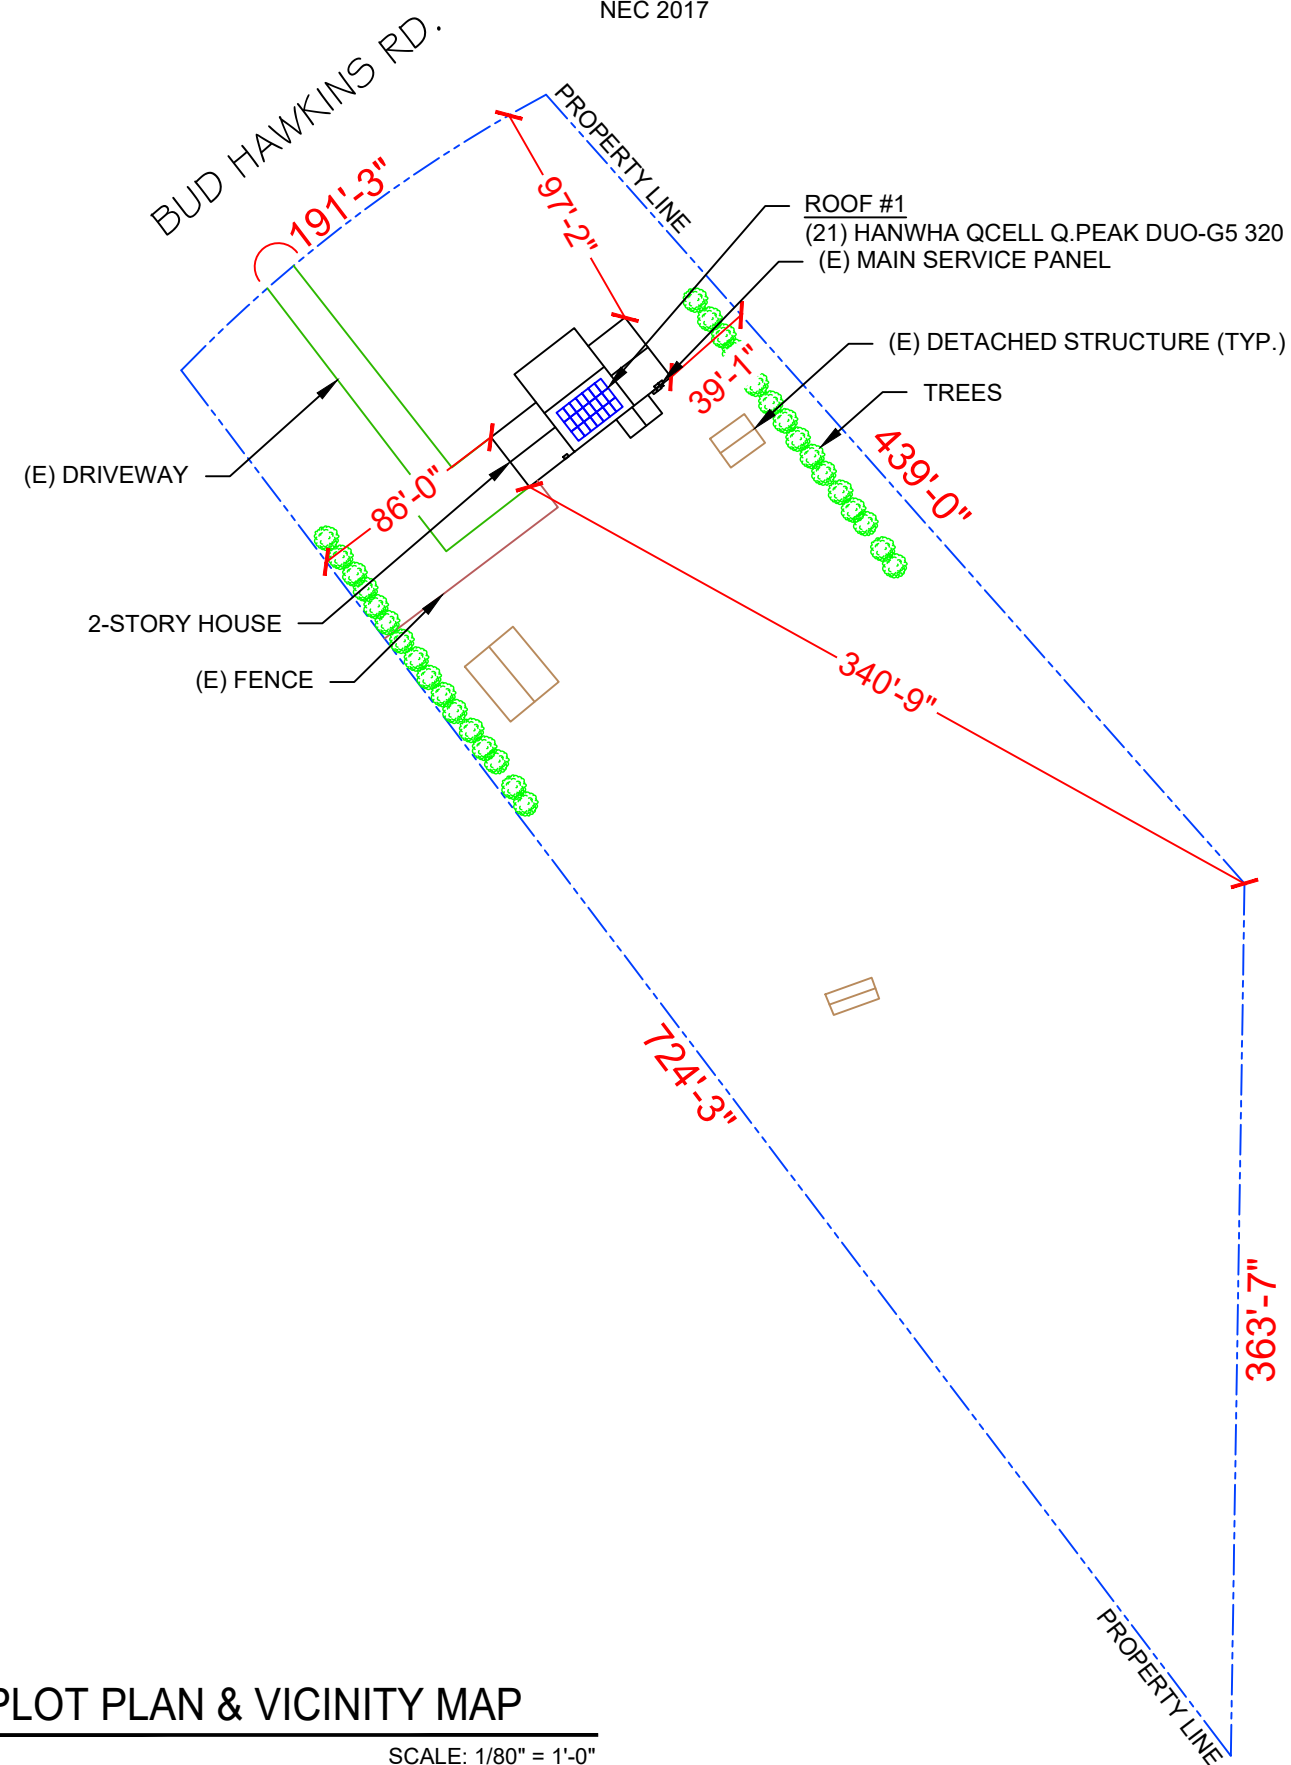 NEC 2017
BUD HAWKINS RD.
PROPERTY LINE
191'-3"
97'-2"
ROOF #1
(21) HANWHA QCELL Q.PEAK DUO-G5 320
(E) MAIN SERVICE PANEL
(E) DETACHED STRUCTURE (TYP.)
39'-1"
TREES
439'-0"
(E) DRIVEWAY
86'-0"
2-STORY HOUSE
(E) FENCE
340'-9"
724'-3"
363'-7"
PROPERTY LINE
PLOT PLAN & VICINITY MAP
SCALE: 1/80" = 1'-0"